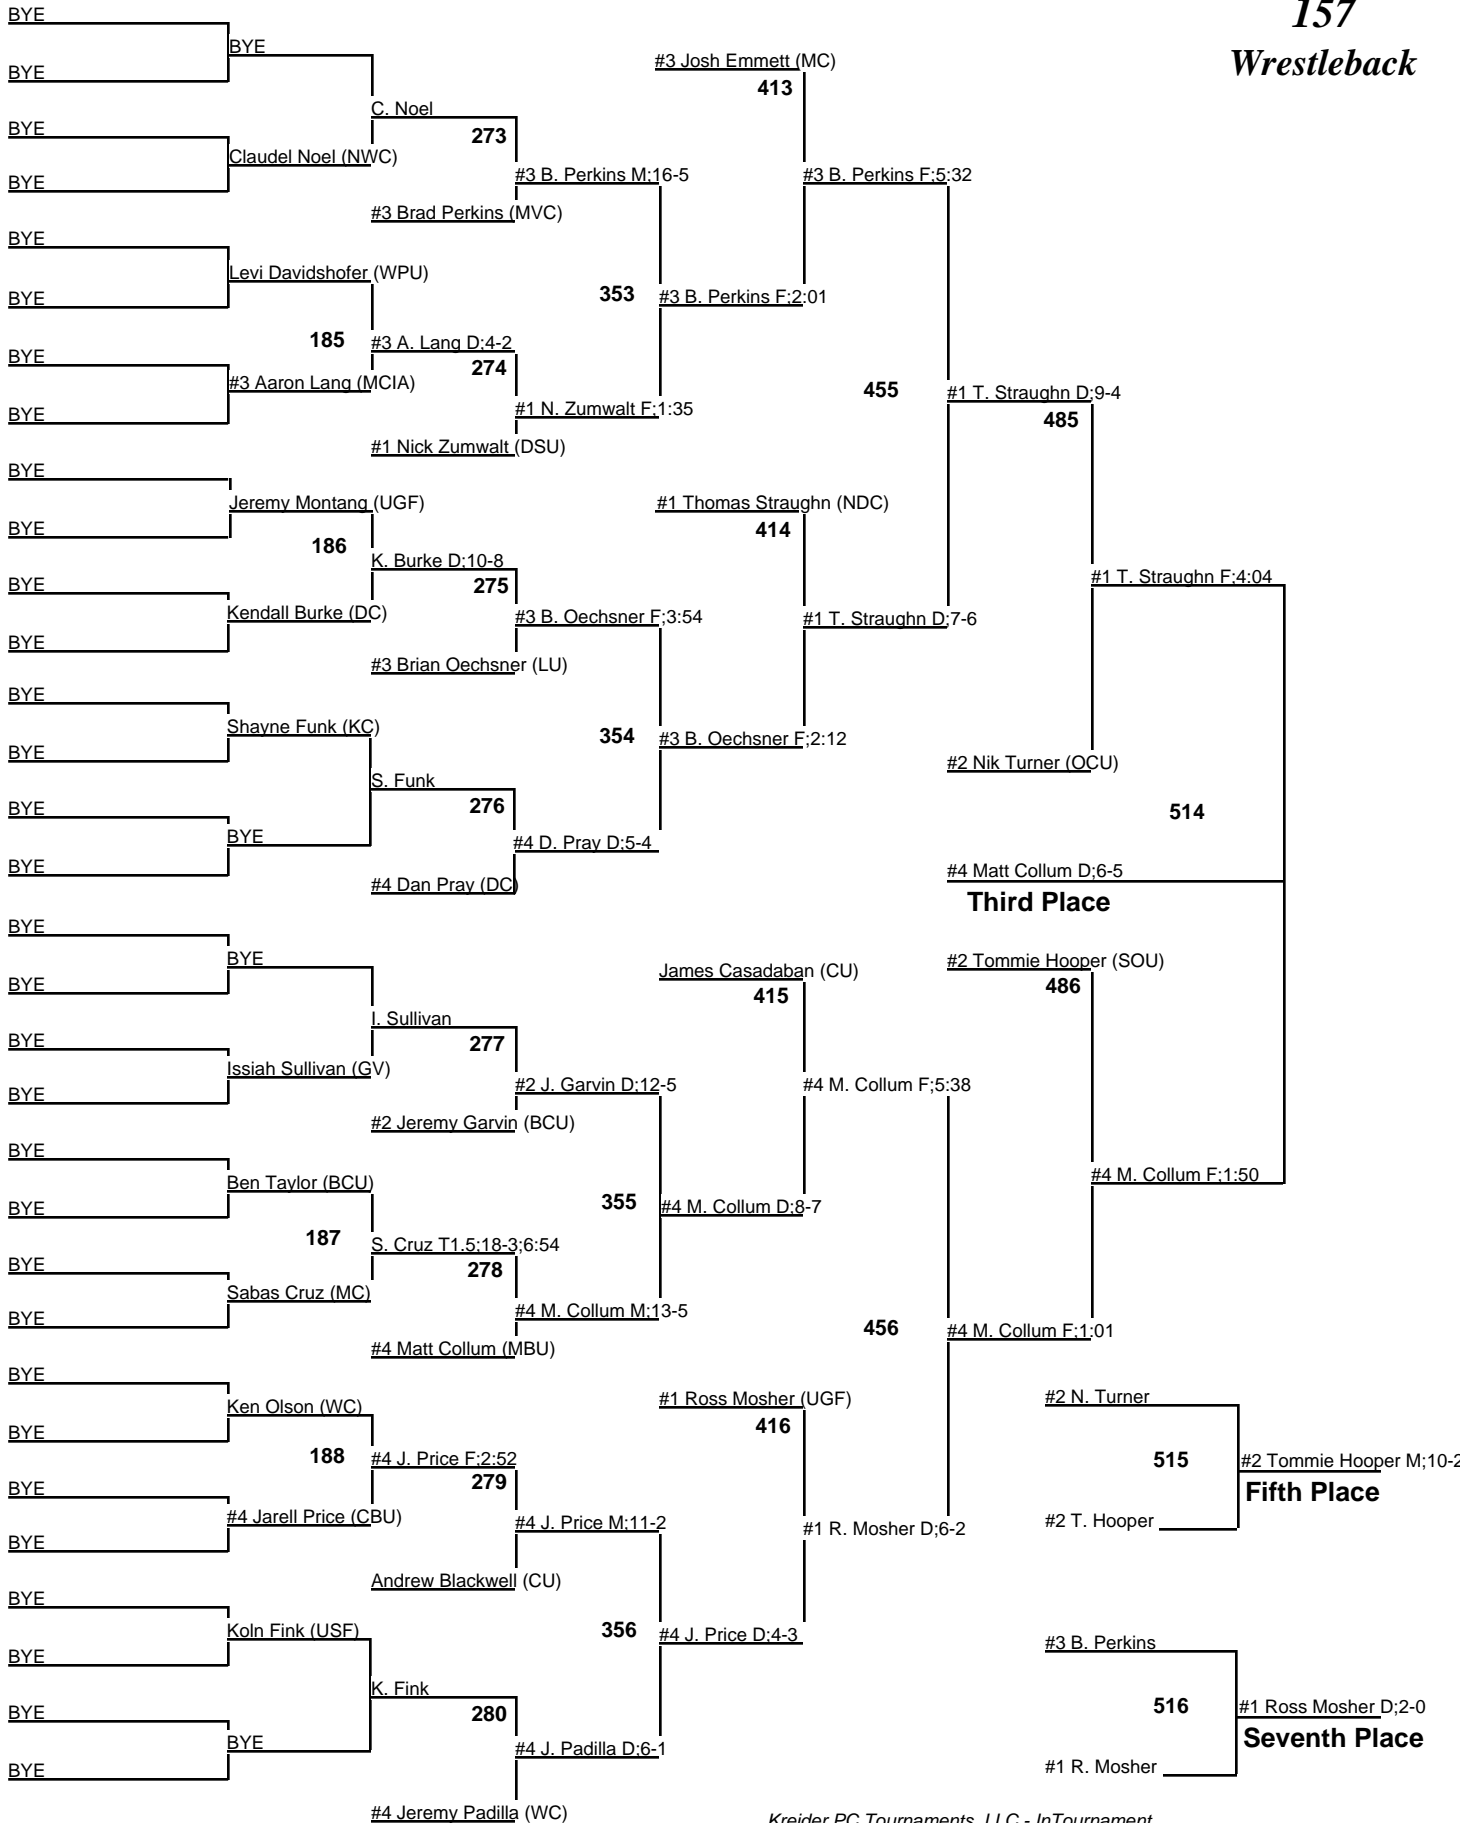 157
Wrestleback
BYE
BYE
BYE
#3 Josh Emmett (MC)
413
C. Noel
BYE
273
Claudel Noel (NWC)
BYE
#3 B. Perkins M;16-5
#3 B. Perkins F;5:32
#3 Brad Perkins (MVC)
BYE
Levi Davidshofer (WPU)
BYE
353
#3 B. Perkins F;2:01
185
#3 A. Lang D;4-2
BYE
274
#3 Aaron Lang (MCIA)
455
#1 T. Straughn D;9-4
BYE
#1 N. Zumwalt F;1:35
485
#1 Nick Zumwalt (DSU)
BYE
Jeremy Montang (UGF)
#1 Thomas Straughn (NDC)
BYE
414
186
K. Burke D;10-8
#1 T. Straughn F;4:04
BYE
275
Kendall Burke (DC)
#3 B. Oechsner F;3:54
#1 T. Straughn D;7-6
BYE
#3 Brian Oechsner (LU)
BYE
Shayne Funk (KC)
354
#3 B. Oechsner F;2:12
BYE
#2 Nik Turner (OCU)
S. Funk
BYE
276
514
BYE
#4 D. Pray D;5-4
BYE
#4 Matt Collum D;6-5
#4 Dan Pray (DC)
Third Place
BYE
BYE
#2 Tommie Hooper (SOU)
James Casadaban (CU)
BYE
415
486
I. Sullivan
BYE
277
Issiah Sullivan (GV)
#2 J. Garvin D;12-5
#4 M. Collum F;5:38
BYE
#2 Jeremy Garvin (BCU)
BYE
Ben Taylor (BCU)
#4 M. Collum F;1:50
BYE
355
#4 M. Collum D;8-7
187
S. Cruz T1.5;18-3;6:54
BYE
278
Sabas Cruz (MC)
BYE
#4 M. Collum M;13-5
456
#4 M. Collum F;1:01
#4 Matt Collum (MBU)
BYE
Ken Olson (WC)
#1 Ross Mosher (UGF)
#2 N. Turner
BYE
416
188
#4 J. Price F;2:52
515
#2 Tommie Hooper M;10-2
BYE
279
Fifth Place
#4 Jarell Price (CBU)
#4 J. Price M;11-2
#1 R. Mosher D;6-2
#2 T. Hooper
BYE
Andrew Blackwell (CU)
BYE
Koln Fink (USF)
356
#4 J. Price D;4-3
#3 B. Perkins
BYE
K. Fink
BYE
280
516
#1 Ross Mosher D;2-0
BYE
#4 J. Padilla D;6-1
Seventh Place
BYE
#1 R. Mosher
#4 Jeremy Padilla (WC)
Kreider PC Tournaments, LLC - InTournament